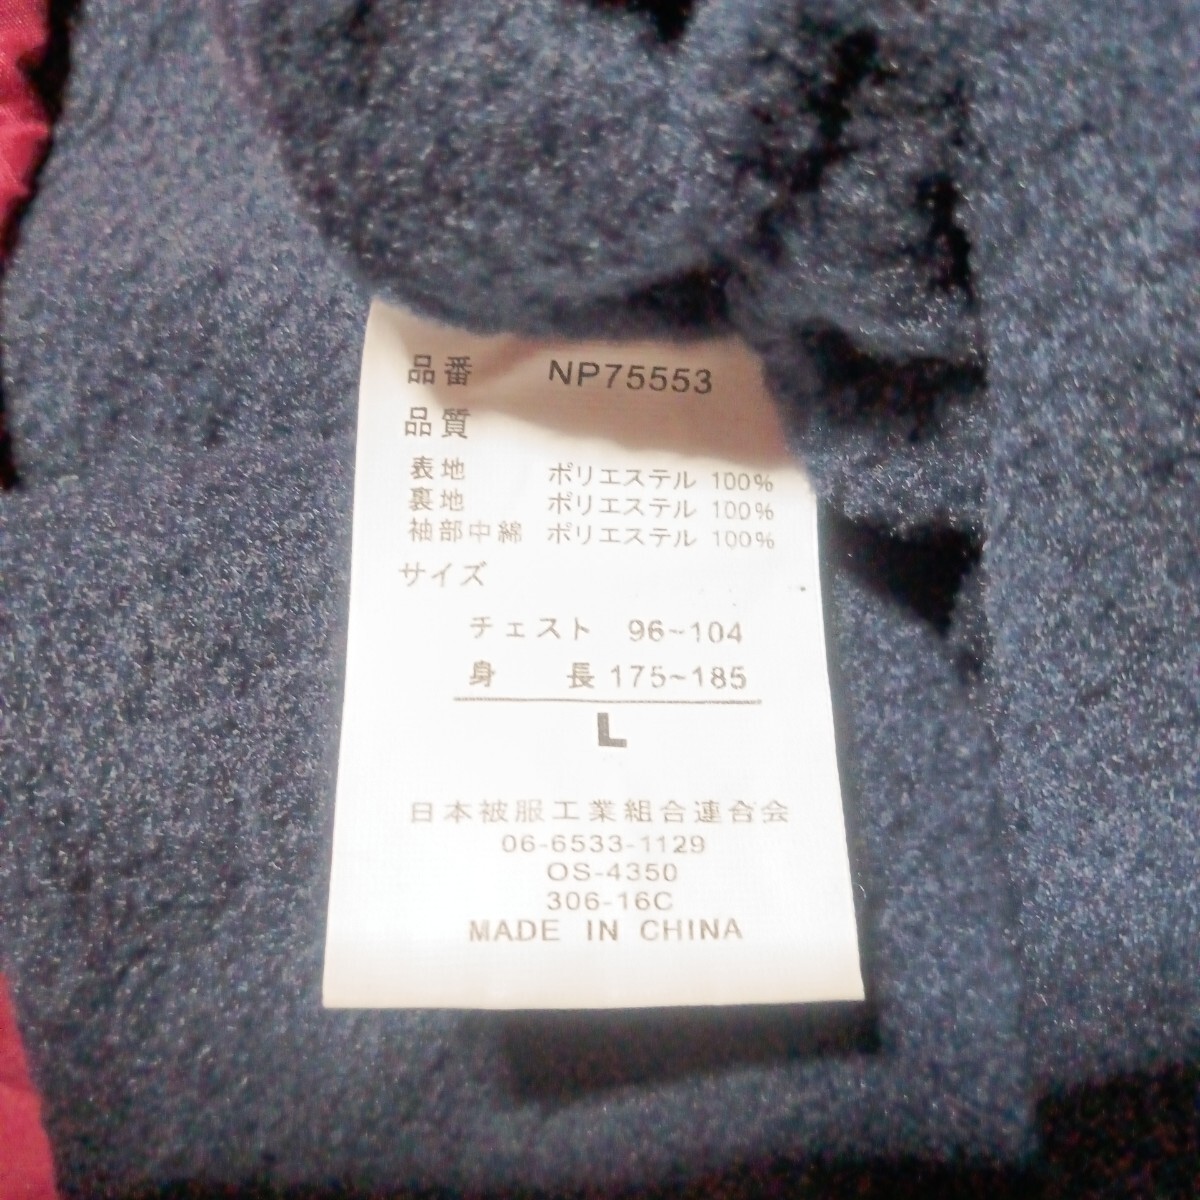 品番 NP75553
品質
表地 ポリエステル 100%
裏地 ポリエステル 100%
袖部中綿 ポリエステル 100%
サイズ
チェスト 96~104
身 長 175~185
L
日本被服工業組合連合会
06-6533-1129
OS-4350
306-16C
MADE IN CHINA